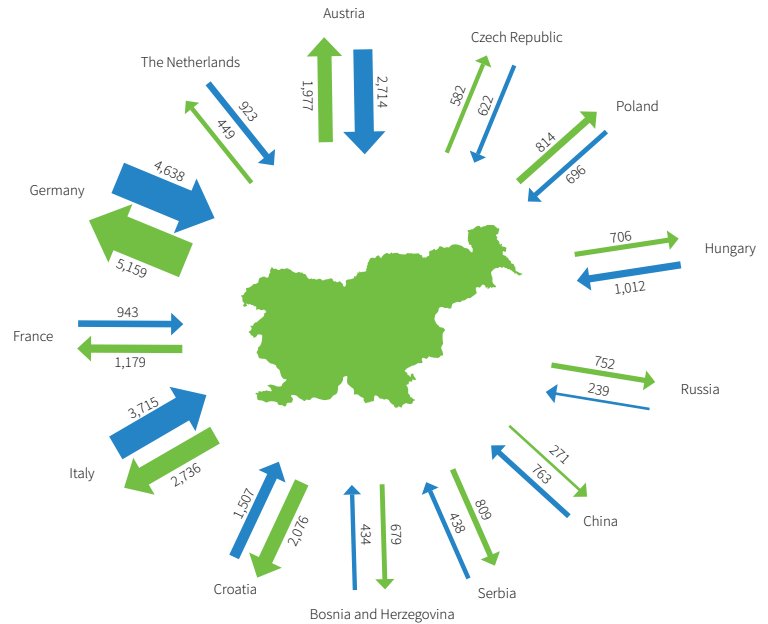 Austria
1,977
2,714
Czech Republic
582
622
Poland
814
696
Hungary
706
1,012
Russia
752
239
China
271
763
Serbia
809
438
Bosnia and Herzegovina
434
679
Croatia
1,507
2,076
Italy
3,715
2,736
France
943
1,179
Germany
4,638
5,159
The Netherlands
923
449